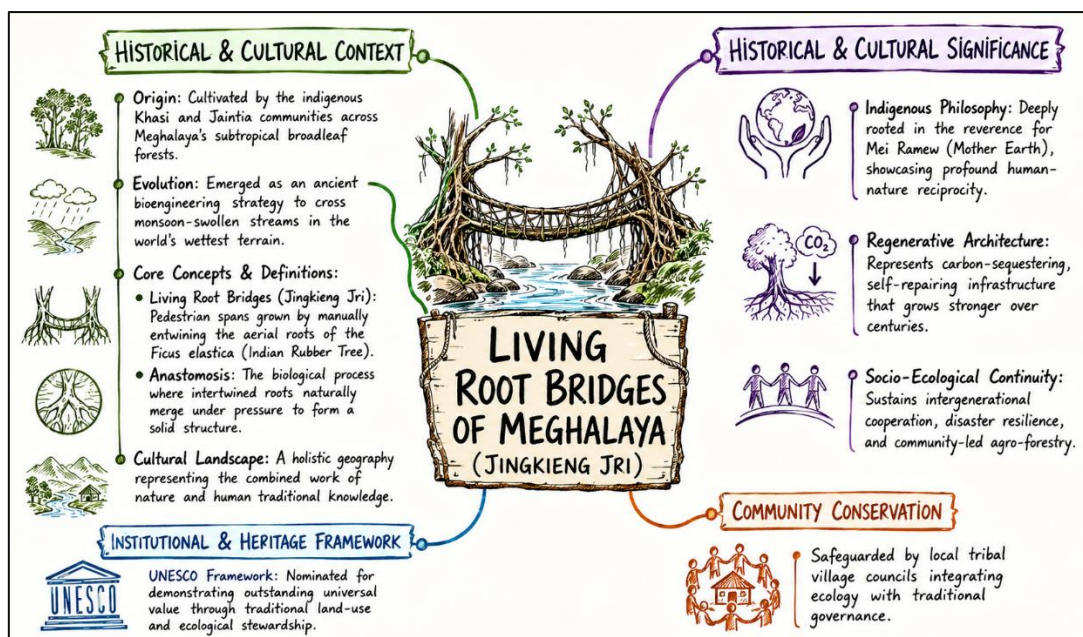 HISTORICAL & CULTURAL CONTEXT
Origin: Cultivated by the indigenous
Khasi and Jaintia communities across
Meghalaya's subtropical broadleaf
forests.
Evolution: Emerged as an ancient
bioengineering strategy to cross
monsoon-swollen streams in the
world's wettest terrain.
Core Concepts & Definitions:
• Living Root Bridges (Jingkieng Jri):
Pedestrian spans grown by manually
entwining the aerial roots of the
Ficus elastica (Indian Rubber Tree).
• Anastomosis: The biological process
where intertwined roots naturally
merge under pressure to form a
solid structure.
Cultural Landscape: A holistic geography
representing the combined work of
nature and human traditional knowledge.
INSTITUTIONAL & HERITAGE FRAMEWORK
UNESCO
UNESCO Framework: Nominated for
demonstrating outstanding universal
value through traditional land-use
and ecological stewardship.
LIVING
ROOT BRIDGES
OF MEGHALAYA
(JINGKIENG JRI)
HISTORICAL & CULTURAL SIGNIFICANCE
Indigenous Philosophy: Deeply
rooted in the reverence for
Mei Ramew (Mother Earth),
showcasing profound human-
nature reciprocity.
CO₂
Regenerative Architecture:
Represents carbon-sequestering,
self-repairing infrastructure
that grows stronger over
centuries.
Socio-Ecological Continuity:
Sustains intergenerational
cooperation, disaster resilience,
and community-led agro-forestry.
COMMUNITY CONSERVATION
Safeguarded by local tribal
village councils integrating
ecology with traditional
governance.